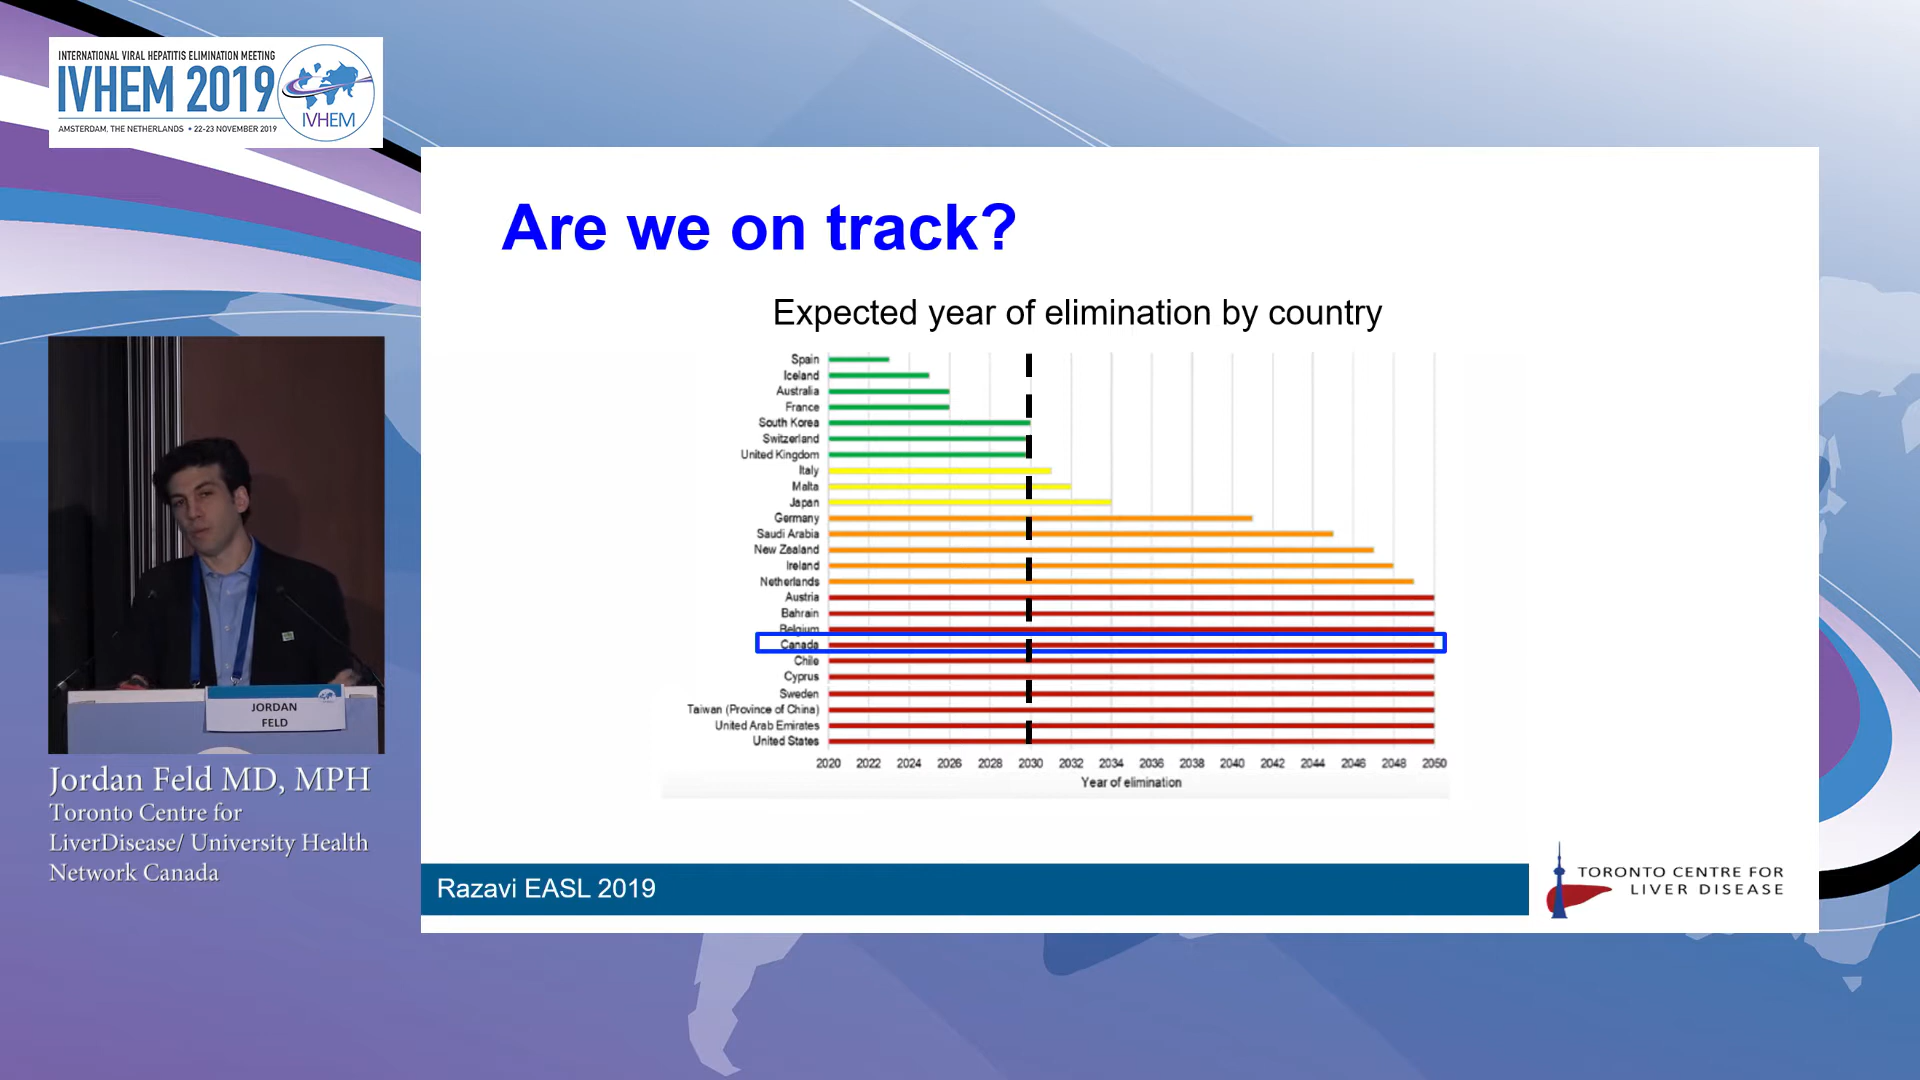 INTERNATIONAL VIRAL HEPATITIS ELIMINATION MEETING
IVHEM 2019
IVHEM
AMSTERDAM, THE NETHERLANDS • 22-23 NOVEMBER 2019
Are we on track?
Expected year of elimination by country
Spain
Iceland
Australia
France
South Korea
Switzerland
United Kingdom
Italy
Malta
Japan
Germany
Saudi Arabia
New Zealand
Ireland
Netherlands
Austria
Bahrain
Belgium
Canada
Chile
Cyprus
Sweden
Taiwan (Province of China)
United Arab Emirates
United States
2020 2022 2024 2026 2028 2030 2032 2034 2036 2038 2040 2042 2044 2046 2048 2050
Year of elimination
JORDAN
FELD
Jordan Feld MD, MPH
Toronto Centre for
LiverDisease/ University Health
Network Canada
Razavi EASL 2019
TORONTO CENTRE FOR
LIVER DISEASE